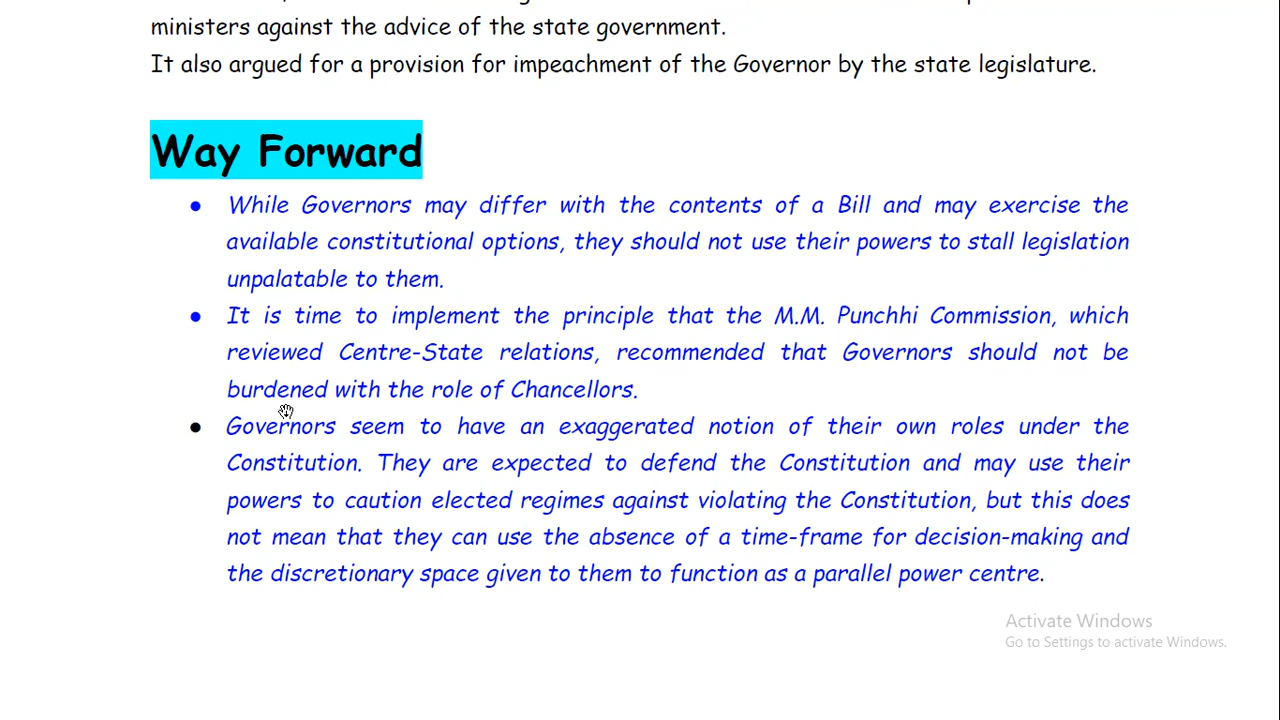 ministers against the advice of the state government.
It also argued for a provision for impeachment of the Governor by the state legislature.
Way Forward
● While Governors may differ with the contents of a Bill and may exercise the
available constitutional options, they should not use their powers to stall legislation
unpalatable to them.
● It is time to implement the principle that the M.M. Punchhi Commission, which
reviewed Centre-State relations, recommended that Governors should not be
burdened with the role of Chancellors.
● Governors seem to have an exaggerated notion of their own roles under the
Constitution. They are expected to defend the Constitution and may use their
powers to caution elected regimes against violating the Constitution, but this does
not mean that they can use the absence of a time-frame for decision-making and
the discretionary space given to them to function as a parallel power centre.
Activate Windows
Go to Settings to activate Windows.